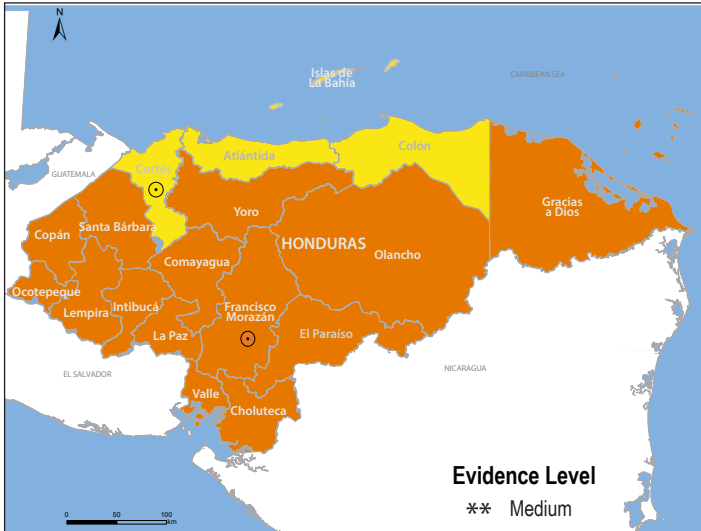 N
Islas de
La Bahía
CARIBBEAN SEA
Cortés
Atlántida
Colón
GUATEMALA
Gracias
a Dios
Yoro
Copán
Santa Bárbara
HONDURAS
Olancho
Comayagua
Ocotepeque
Intibucá
Francisco
Morazán
Lempira
La Paz
El Paraíso
EL SALVADOR
NICARAGUA
Valle
Choluteca
Evidence Level
** Medium
0 50 100
km